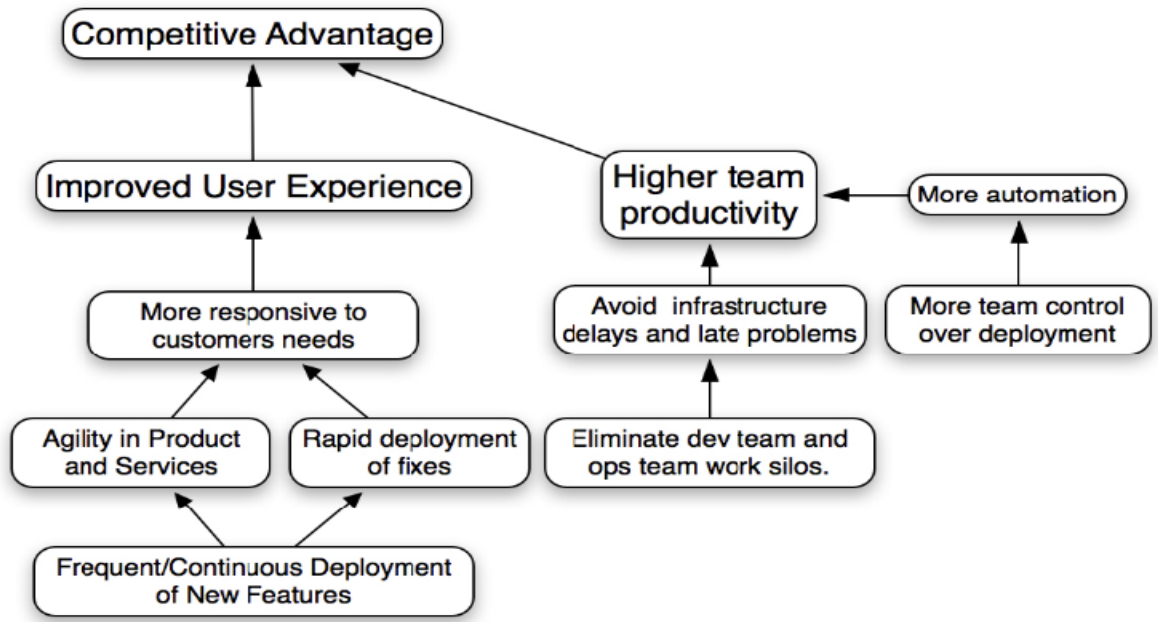 Competitive Advantage
Improved User Experience
Higher team
productivity
More automation
More responsive to
customers needs
Avoid infrastructure
delays and late problems
More team control
over deployment
Agility in Product
and Services
Rapid deployment
of fixes
Eliminate dev team and
ops team work silos.
Frequent/Continuous Deployment
of New Features